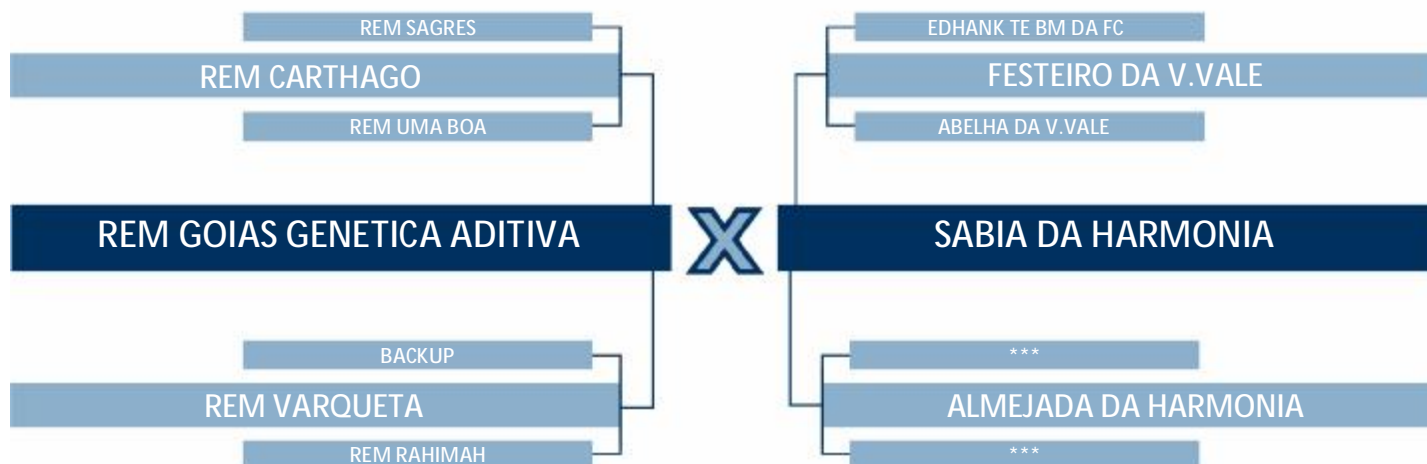 REM SAGRES
REM CARTHAGO
REM UMA BOA
REM GOIAS GENETICA ADITIVA
BACKUP
REM VARQUETA
REM RAHIMAH
X
EDHANK TE BM DA FC
FESTEIRO DA V.VALE
ABELHA DA V.VALE
SABIA DA HARMONIA
***
ALMEJADA DA HARMONIA
***